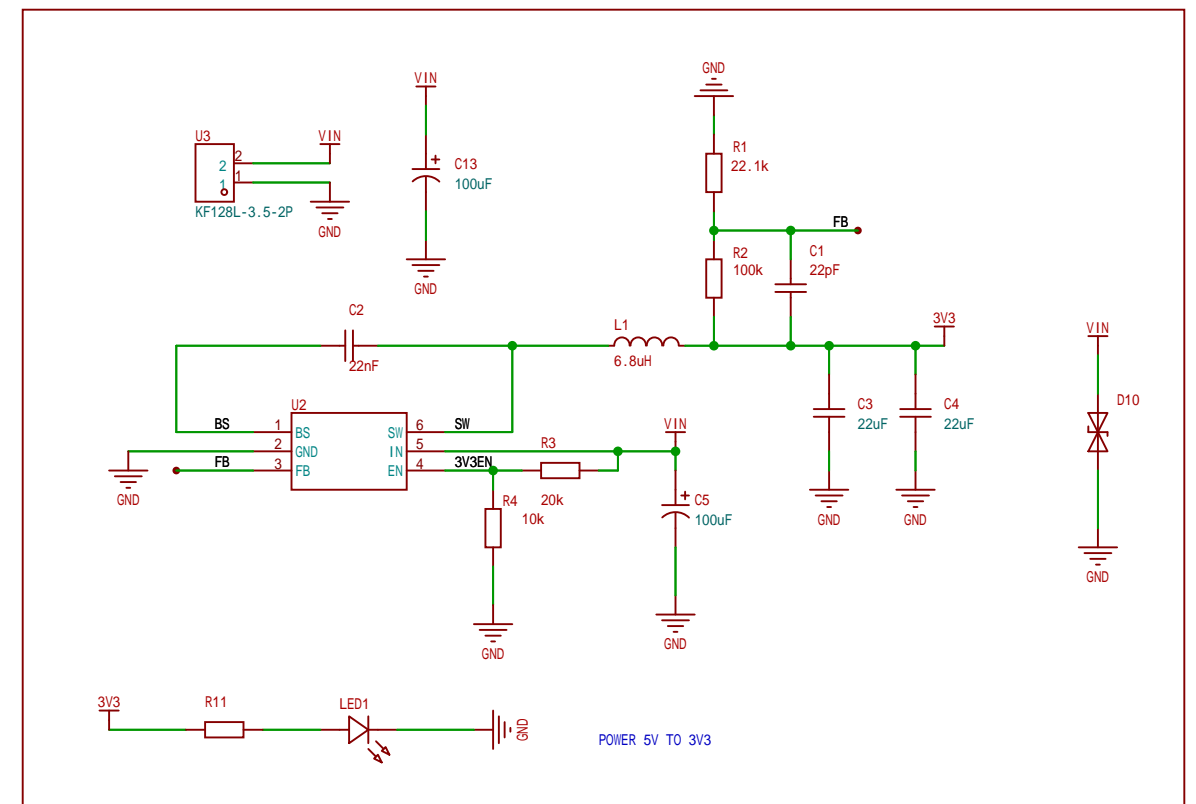 GND
VIN
U3
VIN
2
2
1
1
KF128L-3.5-2P
GND
C13
100uF
GND
R1
22.1k
FB
R2
100k
C1
22pF
C2
22nF
L1
6.8uH
3V3
VIN
D10
GND
U2
BS
1
BS
2
GND
FB
3
FB
GND
SW
6
SW
IN
5
EN
4
3V3EN
R3
20k
VIN
R4
10k
GND
C5
100uF
GND
C3
22uF
GND
C4
22uF
GND
3V3
R11
LED1
GND
POWER 5V TO 3V3